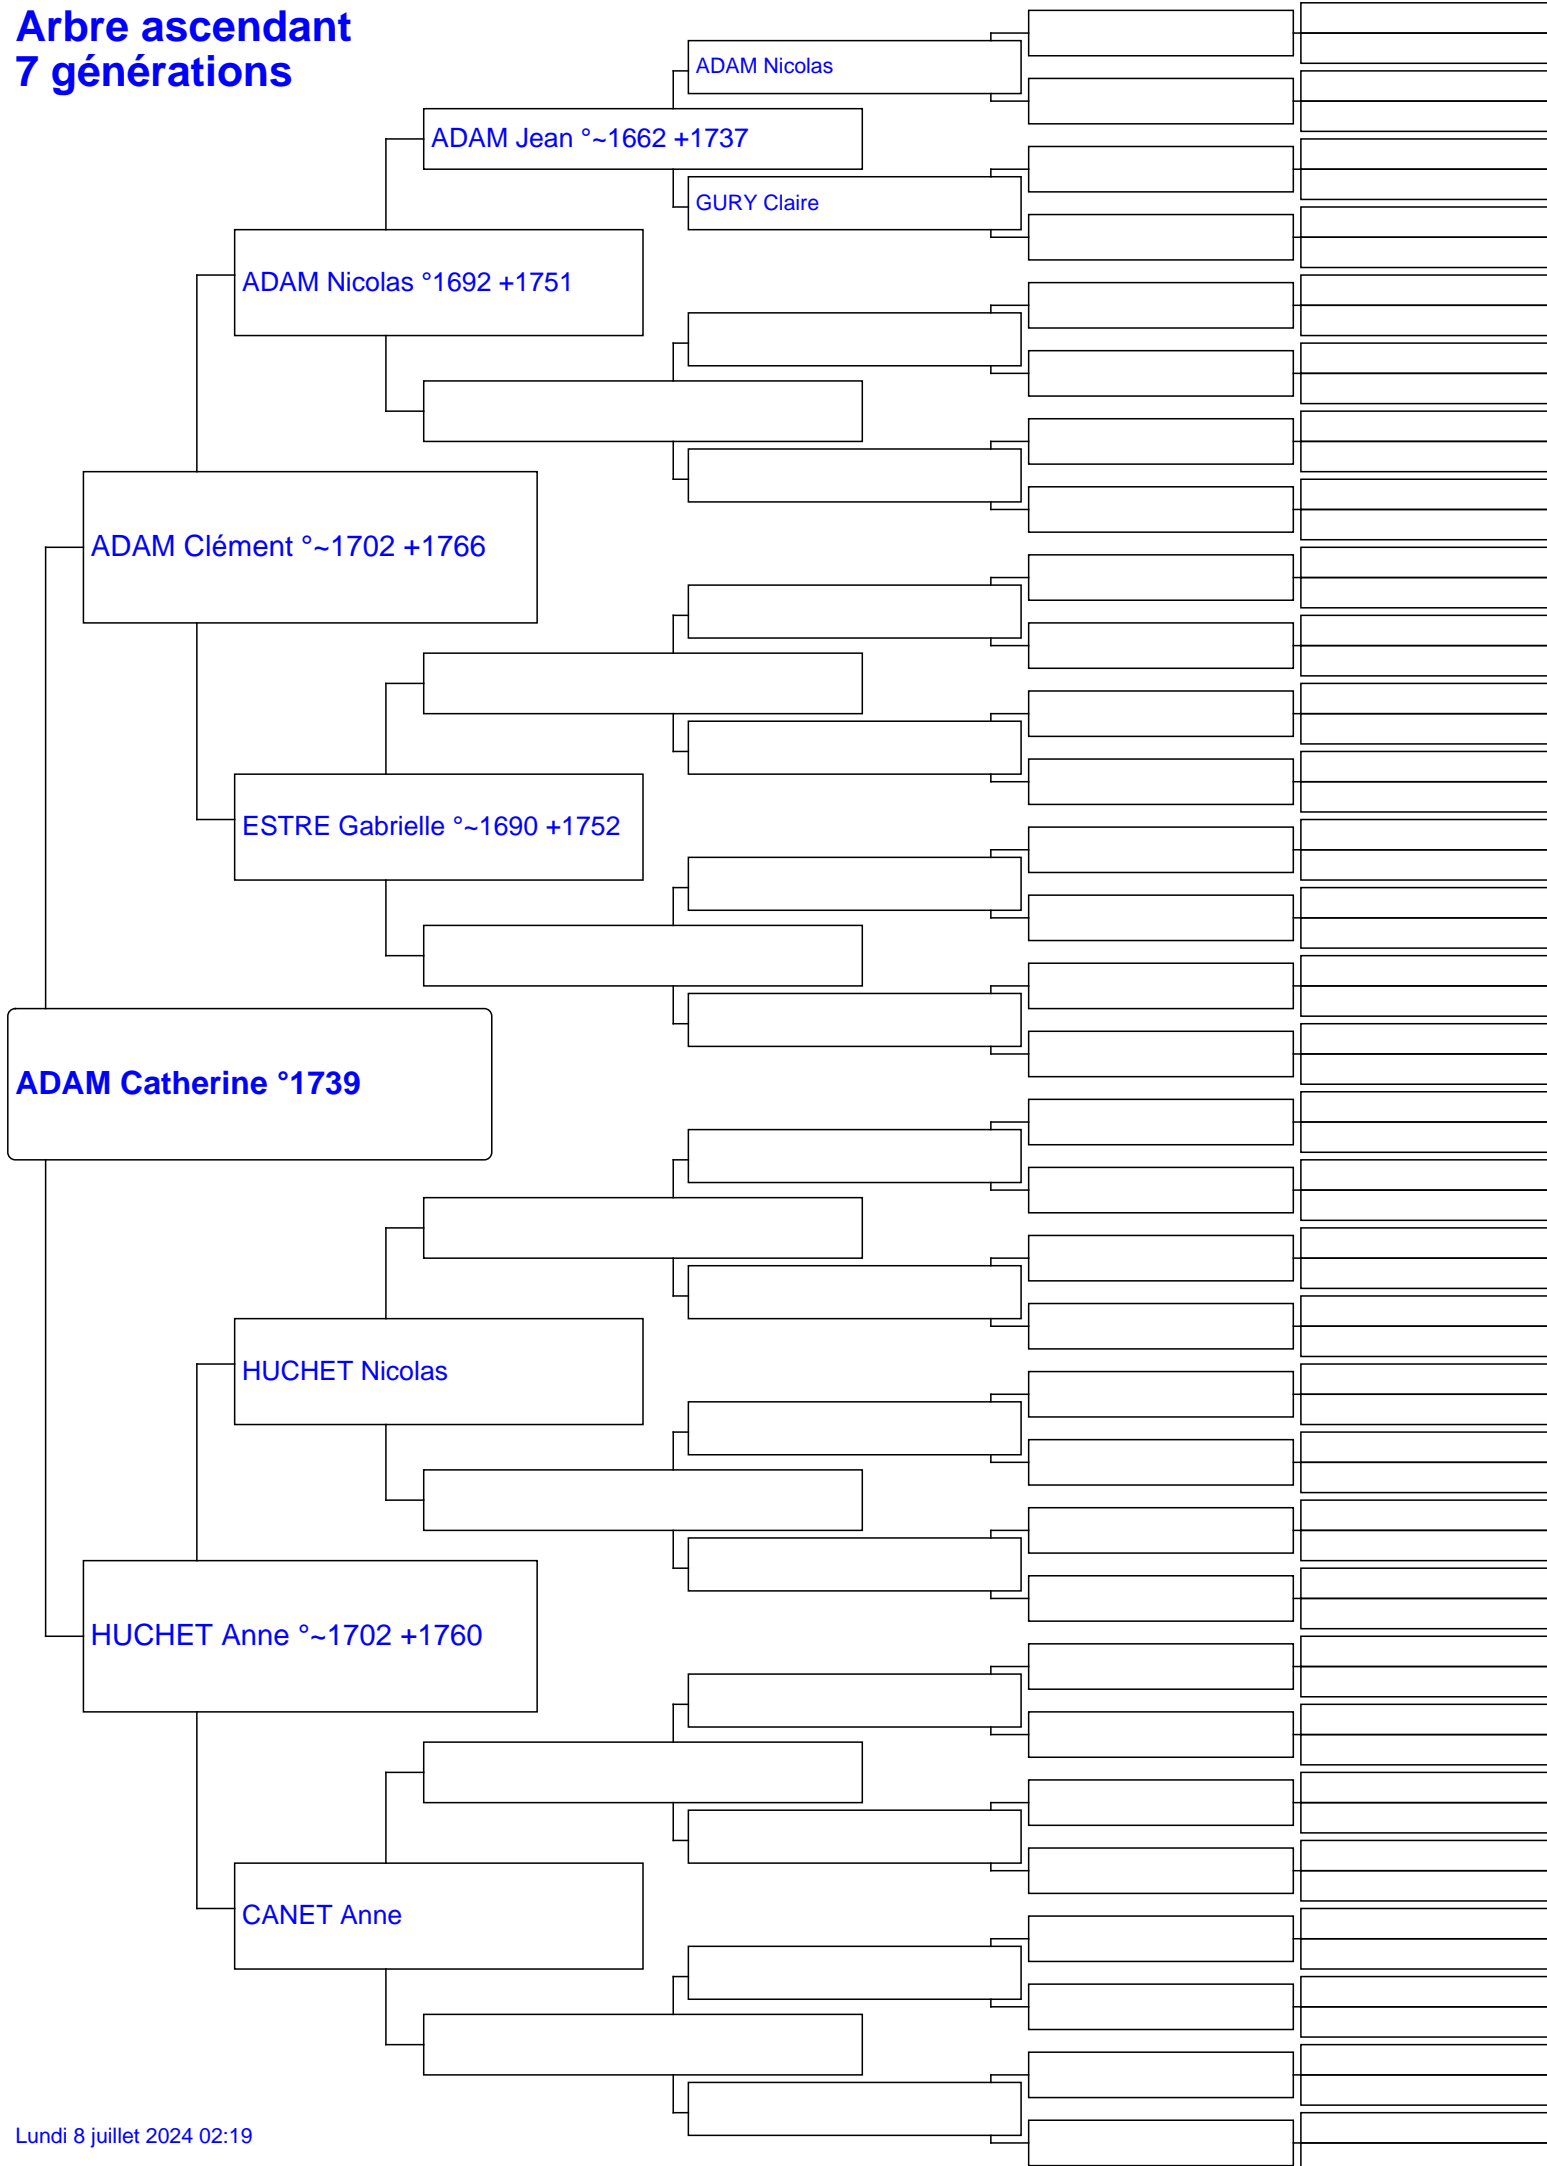 Arbre ascendant
7 générations
ADAM Nicolas
ADAM Jean °~1662 +1737
GURY Claire
ADAM Nicolas °1692 +1751
ADAM Clément °~1702 +1766
ESTRE Gabrielle °~1690 +1752
ADAM Catherine °1739
HUCHET Nicolas
HUCHET Anne °~1702 +1760
CANET Anne
Lundi 8 juillet 2024 02:19